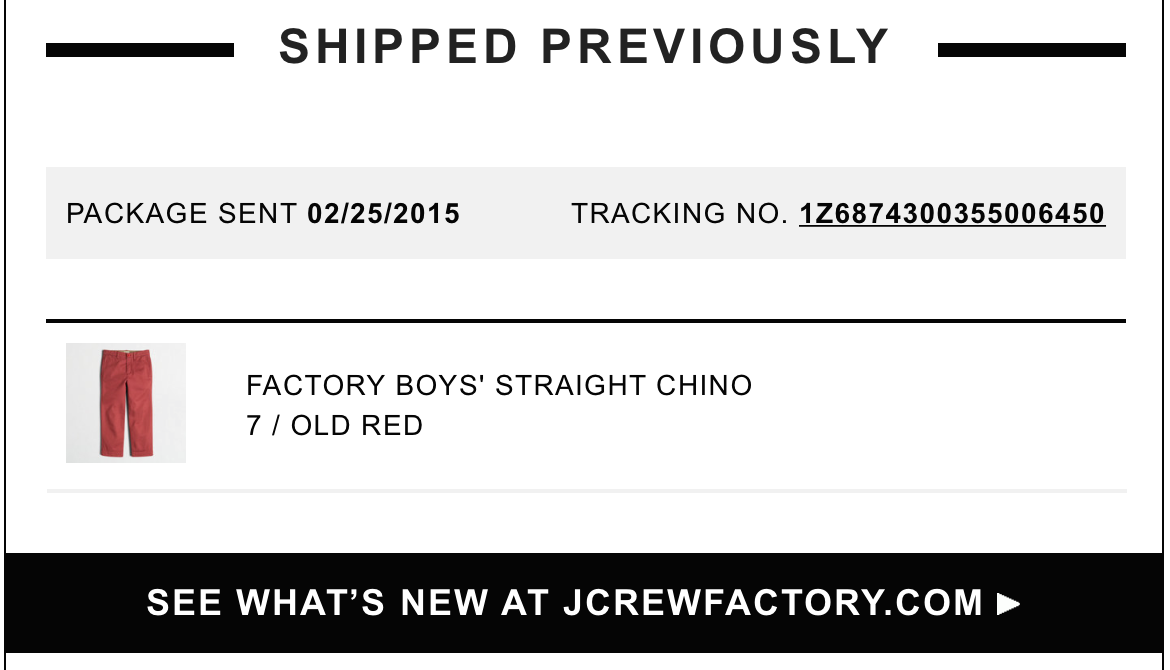 SHIPPED PREVIOUSLY
PACKAGE SENT 02/25/2015 TRACKING NO. 1Z6874300355006450
FACTORY BOYS' STRAIGHT CHINO
7 / OLD RED
SEE WHAT’S NEW AT JCREWFACTORY.COM ►